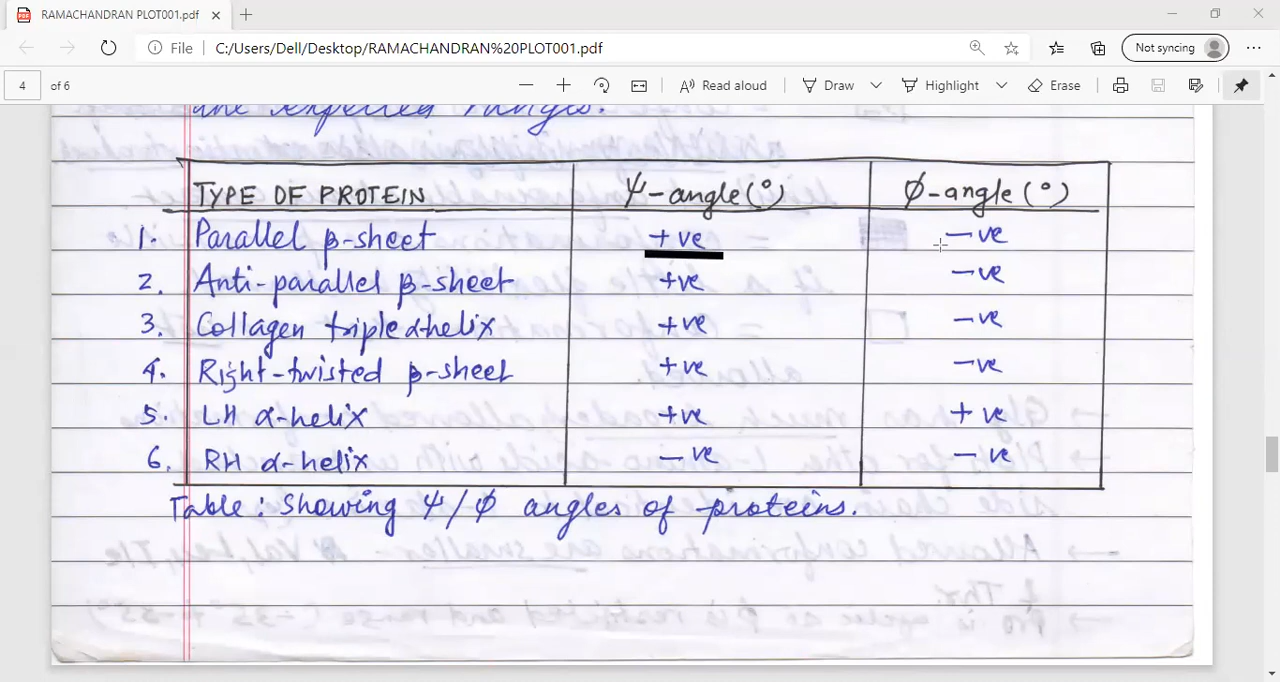 RAMACHANDRAN PLOT001.pdf
File C:/Users/Dell/Desktop/RAMACHANDRAN%20PLOT001.pdf Not syncing
4 of 6 Read aloud Draw Highlight Erase
are expected range.
TYPE OF PROTEIN Ψ-angle(°) Ø-angle(°)
1. Parallel β-sheet +ve -ve
2. Anti-parallel β-sheet +ve -ve
3. Collagen triple α-helix +ve -ve
4. Right-twisted β-sheet +ve -ve
5. LH α-helix +ve +ve
6. RH α-helix -ve -ve
Table: Showing Ψ/Ø angles of proteins.